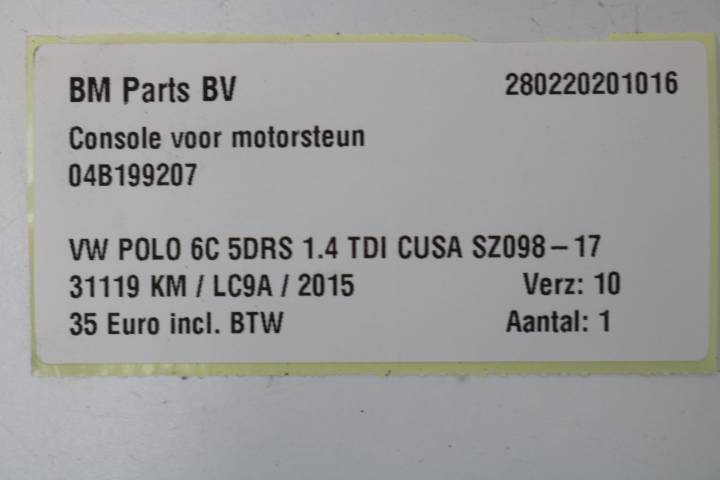 BM Parts BV 280220201016
Console voor motorsteun
04B199207
VW POLO 6C 5DRS 1.4 TDI CUSA SZ098-17
31119 KM / LC9A / 2015 Verz: 10
35 Euro incl. BTW Aantal: 1